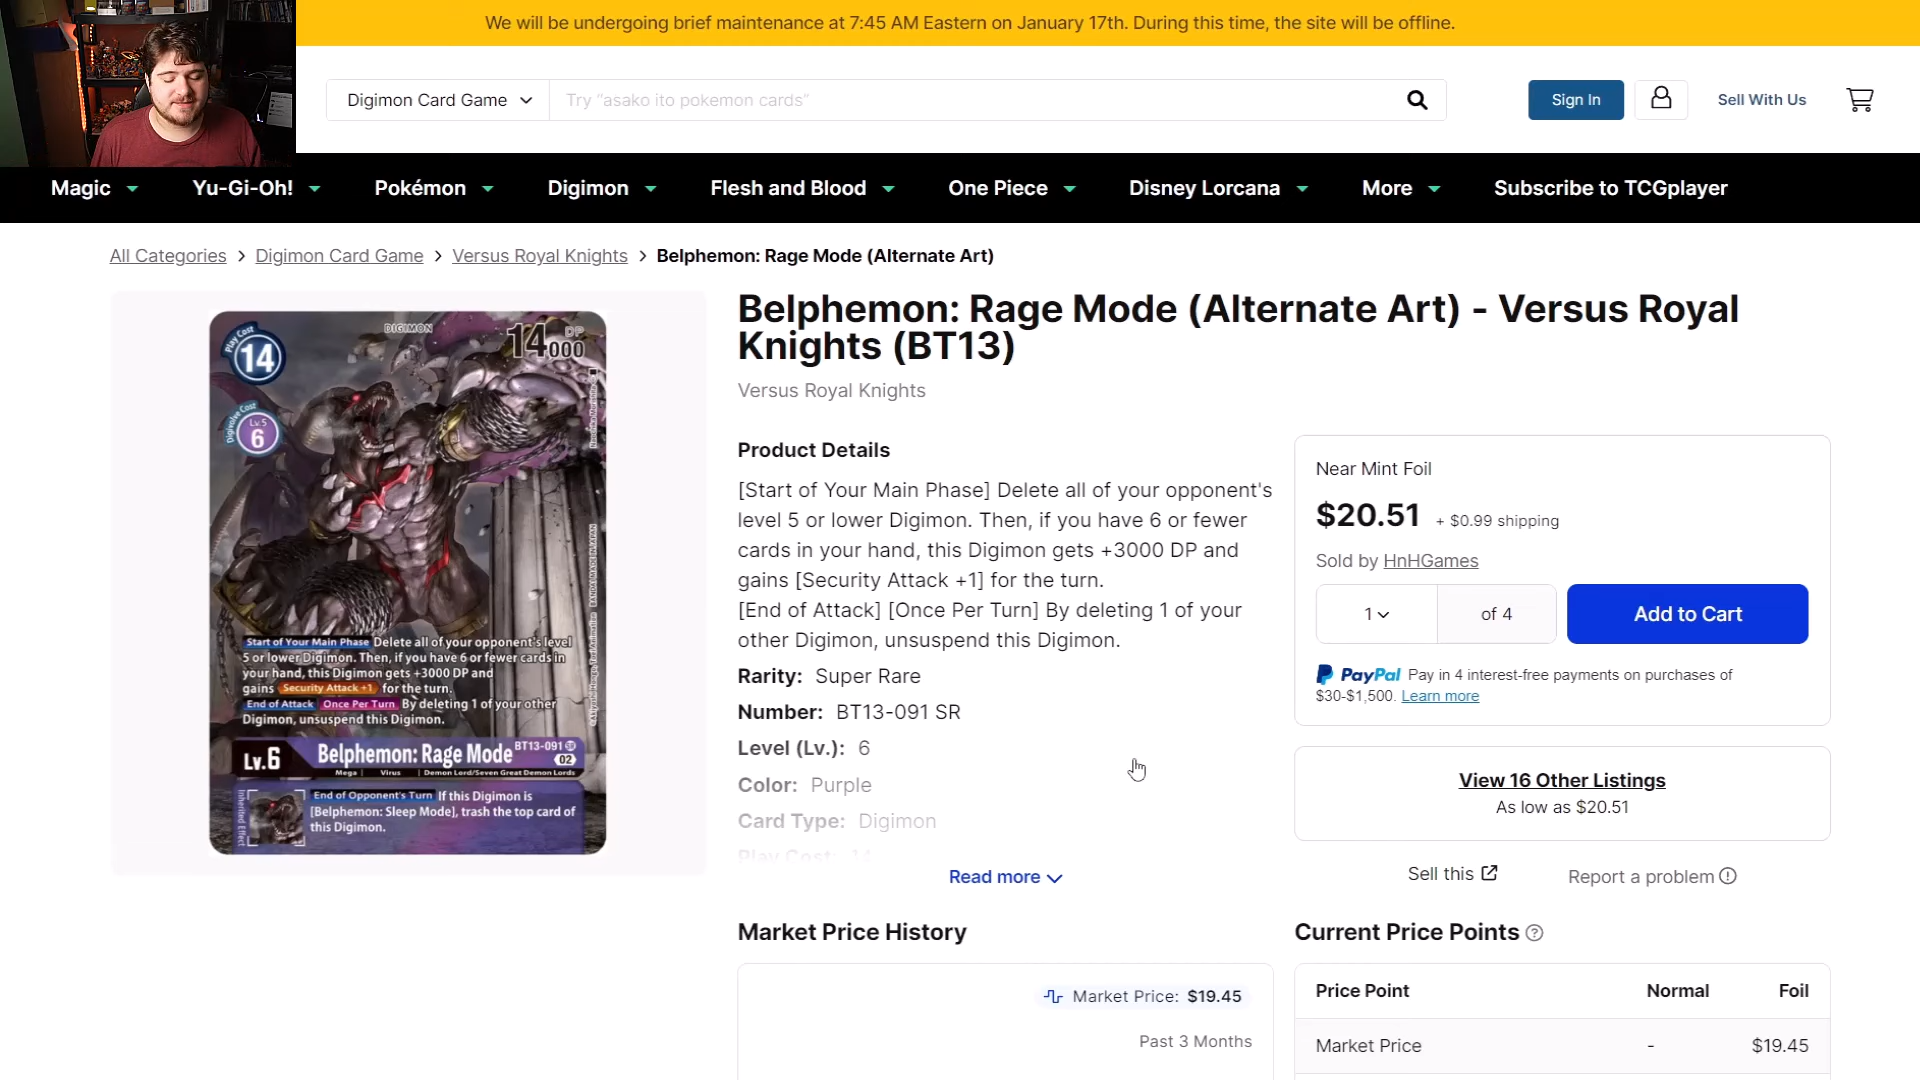 We will be undergoing brief maintenance at 7:45 AM Eastern on January 17th. During this time, the site will be offline.
Digimon Card Game
Try "asako ito pokemon cards"
Sign In
Sell With Us
Magic
Yu-Gi-Oh!
Pokémon
Digimon
Flesh and Blood
One Piece
Disney Lorcana
More
Subscribe to TCGplayer
All Categories > Digimon Card Game > Versus Royal Knights > Belphemon: Rage Mode (Alternate Art)
Play Cost
14
DIGIMON
DP
14000
Digivolve Cost
Lv.5
6
Start of Your Main Phase Delete all of your opponent's level
5 or lower Digimon. Then, if you have 6 or fewer cards in
your hand, this Digimon gets +3000 DP and
gains Security Attack +1 for the turn.
End of Attack Once Per Turn By deleting 1 of your other
Digimon, unsuspend this Digimon.
Lv.6
Belphemon: Rage Mode
BT13-091 SR
02
Mega | Virus | Demon Lord/Seven Great Demon Lords
Inherited Effect
End of Opponent's Turn If this Digimon is
[Belphemon: Sleep Mode], trash the top card of
this Digimon.
Belphemon: Rage Mode (Alternate Art) - Versus Royal
Knights (BT13)
Versus Royal Knights
Product Details
[Start of Your Main Phase] Delete all of your opponent's
level 5 or lower Digimon. Then, if you have 6 or fewer
cards in your hand, this Digimon gets +3000 DP and
gains [Security Attack +1] for the turn.
[End of Attack] [Once Per Turn] By deleting 1 of your
other Digimon, unsuspend this Digimon.
Rarity: Super Rare
Number: BT13-091 SR
Level (Lv.): 6
Color: Purple
Card Type: Digimon
Play Cost: 14
Read more
Near Mint Foil
$20.51 + $0.99 shipping
Sold by HnHGames
1
of 4
Add to Cart
PayPal Pay in 4 interest-free payments on purchases of
$30-$1,500. Learn more
View 16 Other Listings
As low as $20.51
Sell this
Report a problem
Market Price History
Market Price: $19.45
Past 3 Months
Current Price Points
Price Point Normal Foil
Market Price - $19.45